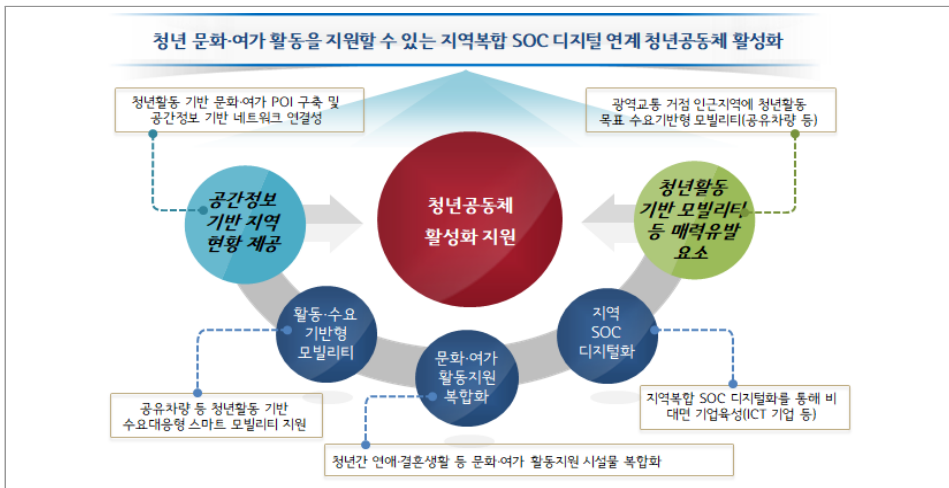 청년 문화·여가 활동을 지원할 수 있는 지역복합 SOC 디지털 연계 청년공동체 활성화
청년활동 기반 문화·여가 POI 구축 및
공간정보 기반 네트워크 연결성
광역교통 거점 인근지역에 청년활동
목표 수요기반형 모빌리티(공유차량 등)
공간정보
기반 지역
현황 제공
청년공동체
활성화 지원
청년활동
기반 모빌리티
등 매력유발
요소
활동·수요
기반형
모빌리티
문화·여가
활동지원
복합화
지역
SOC
디지털화
공유차량 등 청년활동 기반
수요대응형 스마트 모빌리티 지원
지역복합 SOC 디지털화를 통해 비
대면 기업육성(ICT 기업 등)
청년간 연애·결혼생활 등 문화·여가 활동지원 시설물 복합화